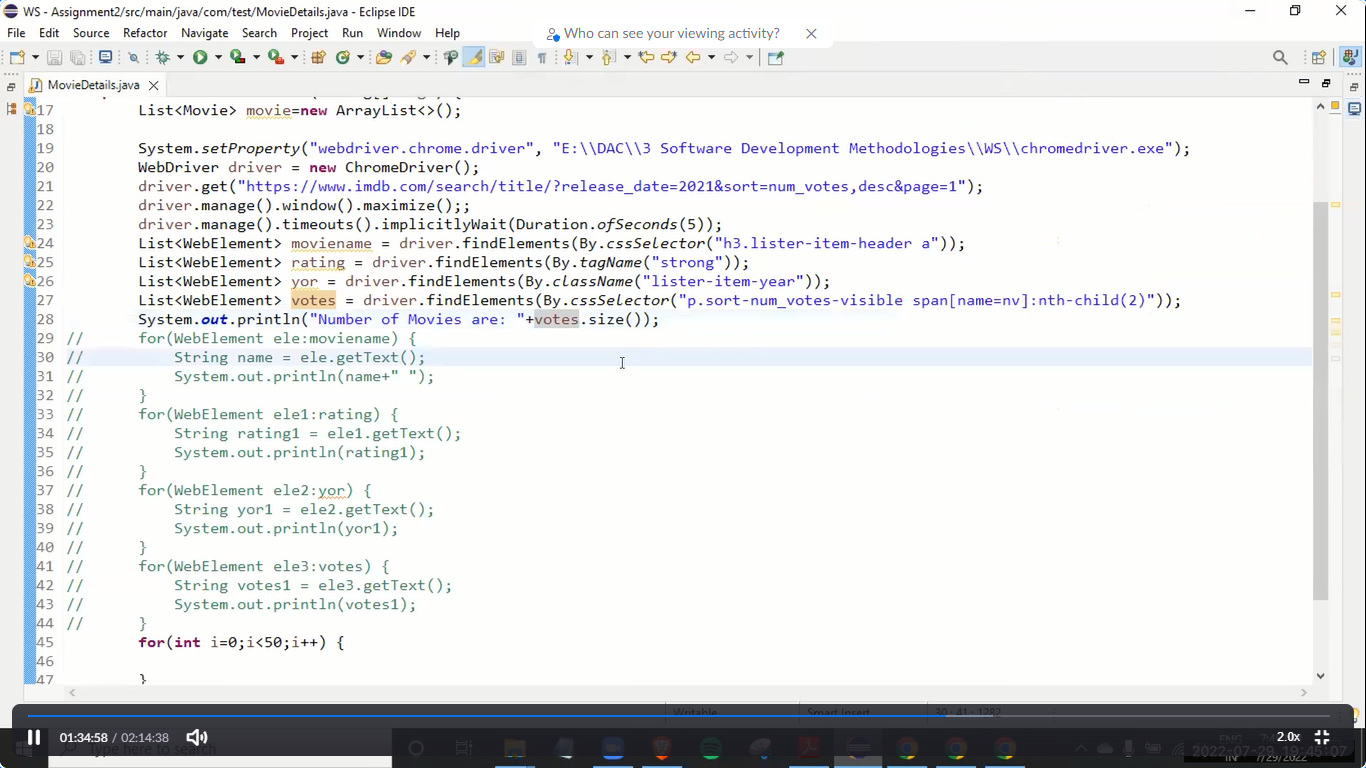 WS - Assignment2/src/main/java/com/test/MovieDetails.java - Eclipse IDE
File Edit Source Refactor Navigate Search Project Run Window Help
Who can see your viewing activity?
MovieDetails.java
17 List<Movie> movie=new ArrayList<>();
18
19 System.setProperty("webdriver.chrome.driver", "E:\\DAC\\3 Software Development Methodologies\\WS\\chromedriver.exe");
20 WebDriver driver = new ChromeDriver();
21 driver.get("https://www.imdb.com/search/title/?release_date=2021&sort=num_votes,desc&page=1");
22 driver.manage().window().maximize();;
23 driver.manage().timeouts().implicitlyWait(Duration.ofSeconds(5));
24 List<WebElement> moviename = driver.findElements(By.cssSelector("h3.lister-item-header a"));
25 List<WebElement> rating = driver.findElements(By.tagName("strong"));
26 List<WebElement> yor = driver.findElements(By.className("lister-item-year"));
27 List<WebElement> votes = driver.findElements(By.cssSelector("p.sort-num_votes-visible span[name=nv]:nth-child(2)"));
28 System.out.println("Number of Movies are: "+votes.size());
29 // for(WebElement ele:moviename) {
30 // String name = ele.getText();
31 // System.out.println(name+" ");
32 // }
33 // for(WebElement ele1:rating) {
34 // String rating1 = ele1.getText();
35 // System.out.println(rating1);
36 // }
37 // for(WebElement ele2:yor) {
38 // String yor1 = ele2.getText();
39 // System.out.println(yor1);
40 // }
41 // for(WebElement ele3:votes) {
42 // String votes1 = ele3.getText();
43 // System.out.println(votes1);
44 // }
45 for(int i=0;i<50;i++) {
46
47 }
Writable Smart Insert 30 : 41 : 1282
01:34:58 / 02:14:38
2.0x
Type here to search
ENG
IN 7/29/2022
2022-07-29 19:45:07